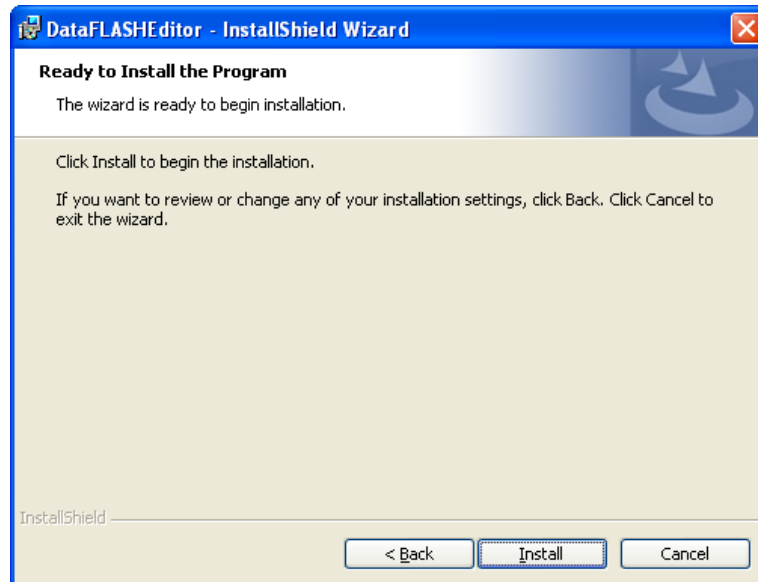 DataFLASHEditor - InstallShield Wizard
Ready to Install the Program
The wizard is ready to begin installation.
Click Install to begin the installation.
If you want to review or change any of your installation settings, click Back. Click Cancel to
exit the wizard.
InstallShield
< Back
Install
Cancel